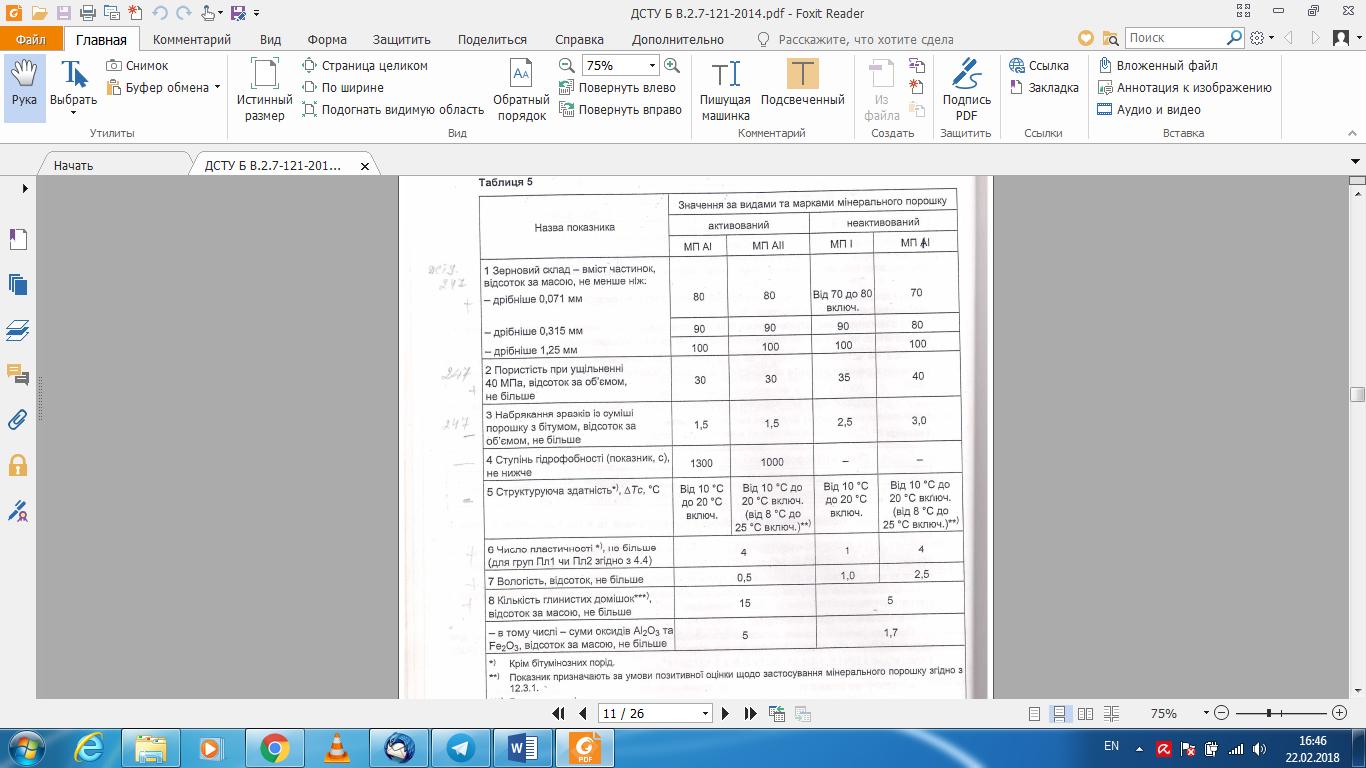 ДСТУ Б В.2.7-121-2014.pdf - Foxit Reader
Файл Главная Комментарий Вид Форма Защитить Поделиться Справка Дополнительно Расскажите, что хотите сдела Поиск
Рука
Выбрать
Снимок
Буфер обмена
Утилиты
Истинный размер
Страница целиком
По ширине
Подогнать видимую область
Обратный порядок
75%
Повернуть влево
Повернуть вправо
Вид
Пишущая машинка
Подсвеченный
Комментарий
Из файла
Создать
Подпись PDF
Защитить
Ссылка
Закладка
Ссылки
Вложенный файл
Аннотация к изображению
Аудио и видео
Вставка
Начать ДСТУ Б В.2.7-121-201...
Таблиця 5
Назва показника
Значення за видами та марками мінерального порошку
активований неактивований
МП АІ МП АІІ МП І МП ІІ
ДСТУ
247
1 Зерновий склад – вміст частинок,
відсоток за масою, не менше ніж:
– дрібніше 0,071 мм 80 80 Від 70 до 80 включ. 70
– дрібніше 0,315 мм 90 90 90 80
– дрібніше 1,25 мм 100 100 100 100
247
2 Пористість при ущільненні
40 МПа, відсоток за об'ємом, 30 30 35 40
не більше
247
3 Набрякання зразків із суміші
порошку з бітумом, відсоток за 1,5 1,5 2,5 3,0
об'ємом, не більше
4 Ступінь гідрофобності (показник, с), 1300 1000 – –
не нижче
5 Структуруюча здатність*), ΔТс, °С
Від 10 °С до 20 °С включ.
Від 10 °С до 20 °С включ. (від 8 °С до 25 °С включ.)**)
Від 10 °С до 20 °С включ.
Від 10 °С до 20 °С включ. (від 8 °С до 25 °С включ.)**)
6 Число пластичності *), не більше 4 1 4
(для груп Пл1 чи Пл2 згідно з 4.4)
7 Вологість, відсоток, не більше 0,5 1,0 2,5
8 Кількість глинистих домішок***), 15 5
відсоток за масою, не більше
– в тому числі – суми оксидів Al2O3 та 5 1,7
Fe2O3, відсоток за масою, не більше
*) Крім бітумінозних порід.
**) Показник призначають за умови позитивної оцінки щодо застосування мінерального порошку згідно з
12.3.1.
11 / 26 75%
PDF
EN
16:46
22.02.2018